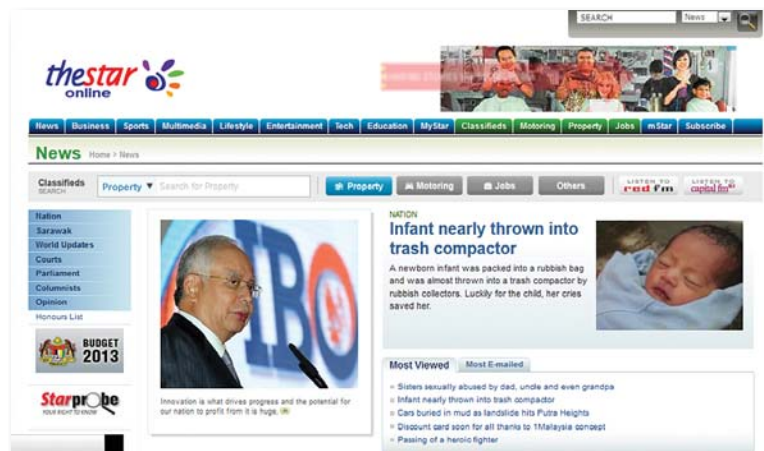 SEARCH News
thestar
online
News Business Sports Multimedia Lifestyle Entertainment Tech Education MyStar Classifieds Motoring Property Jobs mStar Subscribe
News Home > News
Classifieds
SEARCH
Property ▼ Search for Property
Property Motoring Jobs Others
LISTEN TO
red fm
LISTEN TO
capital fm
Nation
Sarawak
World Updates
Courts
Parliament
Columnists
Opinion
Honours List
BUDGET
2013
Starprobe
YOUR RIGHT TO KNOW
IBO
Innovation is what drives progress and the potential for
our nation to profit from it is huge.
NATION
Infant nearly thrown into
trash compactor
A newborn infant was packed into a rubbish bag
and was almost thrown into a trash compactor by
rubbish collectors. Luckily for the child, her cries
saved her.
Most Viewed Most E-mailed
» Sisters sexually abused by dad, uncle and even grandpa
» Infant nearly thrown into trash compactor
» Cars buried in mud as landslide hits Putra Heights
» Discount card soon for all thanks to 1Malaysia concept
» Passing of a heroic fighter